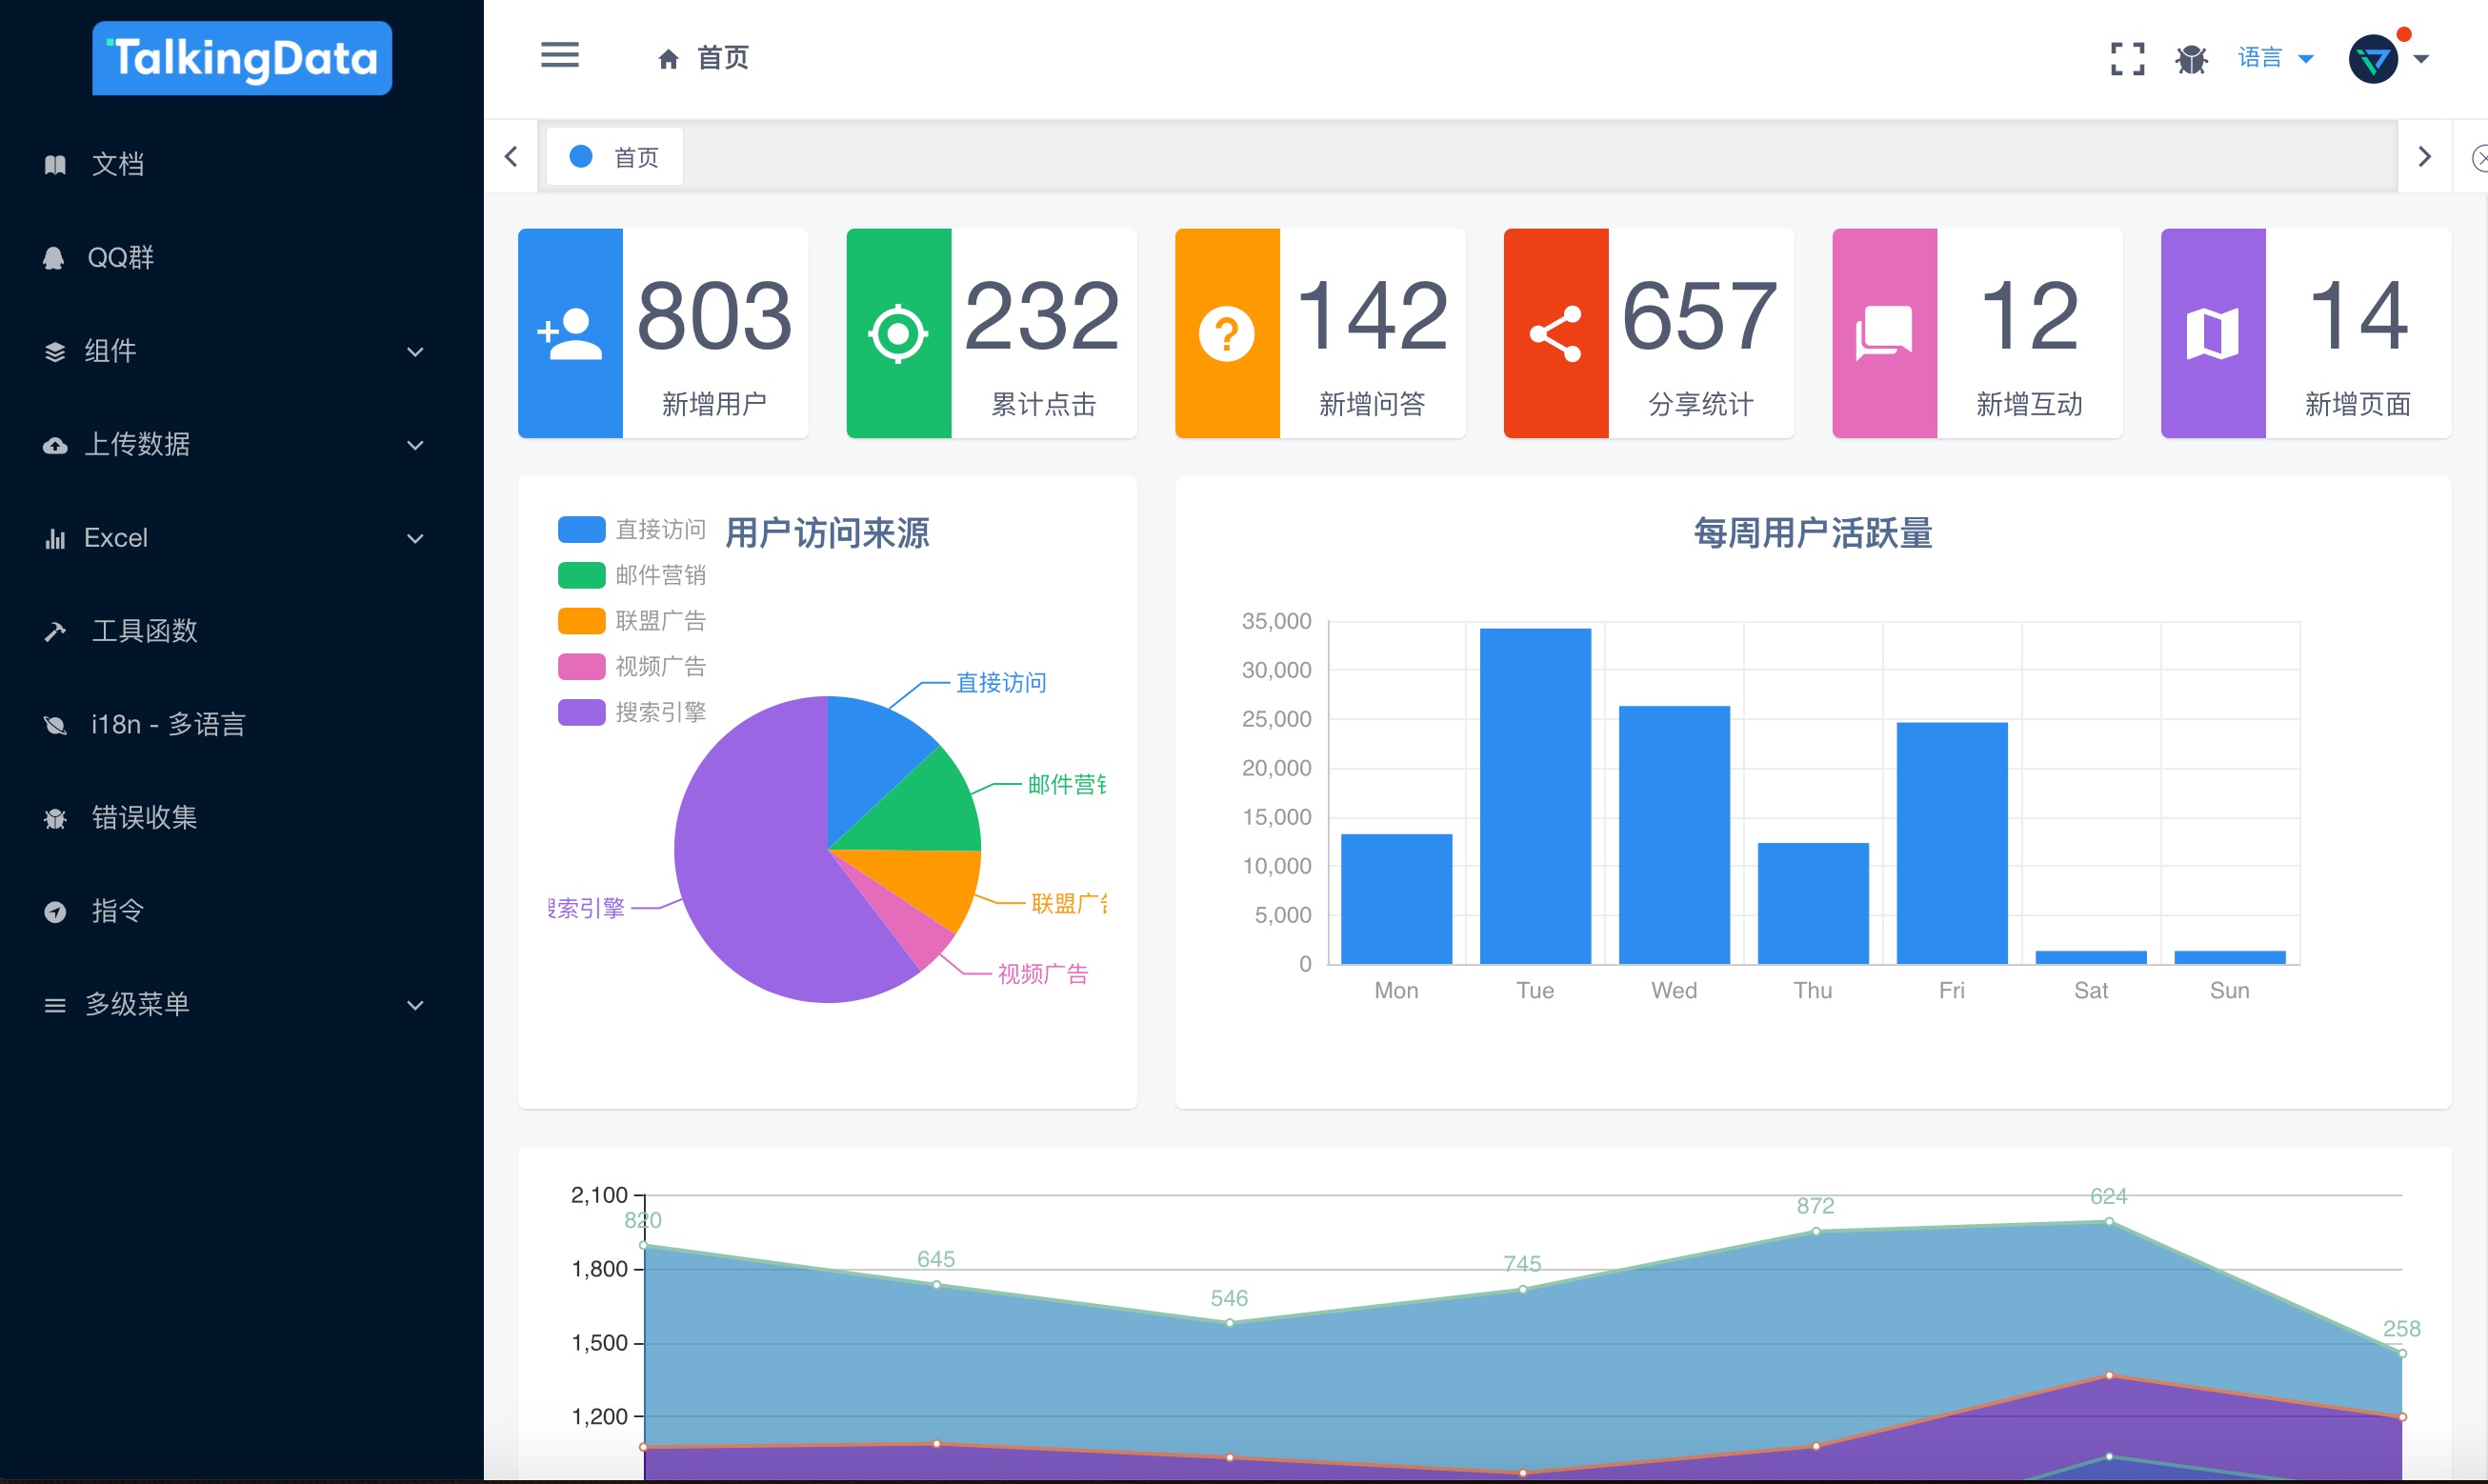 TalkingData
文档
QQ群
组件
上传数据
Excel
工具函数
i18n - 多语言
错误收集
指令
多级菜单
首页
语言
首页
803
新增用户
232
累计点击
142
新增问答
657
分享统计
12
新增互动
14
新增页面
用户访问来源
直接访问
邮件营销
联盟广告
视频广告
搜索引擎
直接访问
邮件营
联盟广
视频广告
索引擎
每周用户活跃量
35,000
30,000
25,000
20,000
15,000
10,000
5,000
0
Mon Tue Wed Thu Fri Sat Sun
2,100
1,800
1,500
1,200
820
645
546
745
872
624
258